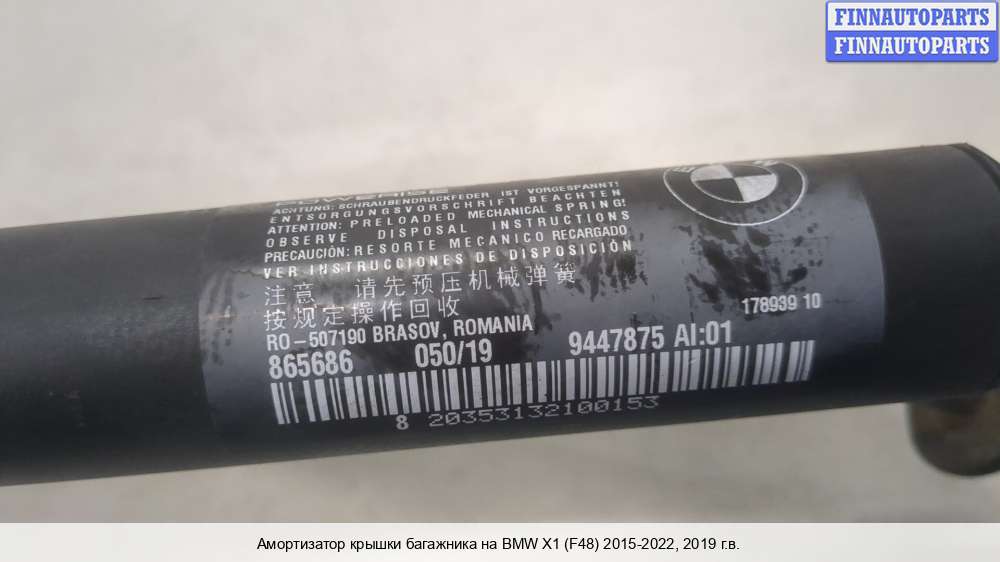 FINNAUTOPARTS
FINNAUTOPARTS
POWERISE
ACHTUNG: SCHRAUBENDRUCKFEDER IST VORGESPANNT!
ENTSORGUNGSVORSCHRIFT BEACHTEN
ATTENTION: PRELOADED MECHANICAL SPRING!
OBSERVE DISPOSAL INSTRUCTIONS
PRECAUCIÓN: RESORTE MECANICO RECARGADO
VER INSTRUCCIONES DE DISPOSICIÓN
注意 请先预压机械弹簧
按规定操作回收
RO-507190 BRASOV, ROMANIA
178939 10
865686 050/19 9447875 AI:01
8 20353132100153
Амортизатор крышки багажника на BMW X1 (F48) 2015-2022, 2019 г.в.